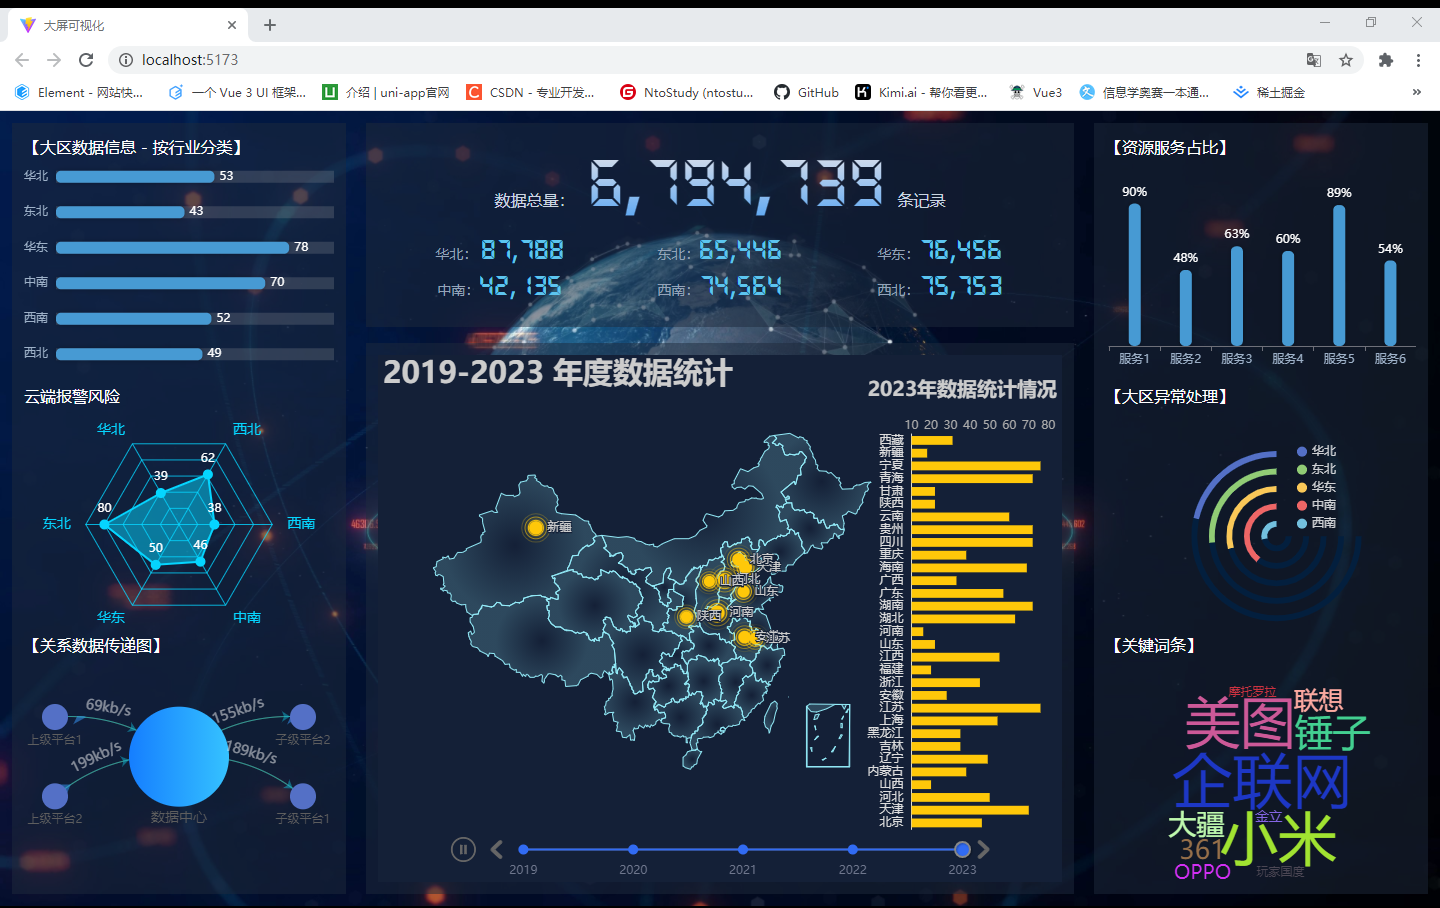 大屏可视化
localhost:5173
Element - 网站快...
一个 Vue 3 UI 框架...
介绍 | uni-app官网
CSDN - 专业开发...
NtoStudy (ntostu...
GitHub
Kimi.ai - 帮你看更...
Vue3
信息学奥赛一本通...
稀土掘金
»
【大区数据信息 - 按行业分类】
华北 53
东北 43
华东 78
中南 70
西南 52
西北 49
云端报警风险
华北 西北
62
39
80 38
东北 西南
50 46
华东 中南
【关系数据传递图】
69kb/s 155kb/s
上级平台1 子级平台2
199kb/s 189kb/s
上级平台2 数据中心 子级平台1
数据总量： 6,794,739 条记录
华北： 87,788 东北： 65,446 华东： 76,456
中南： 42,135 西南： 74,564 西北： 75,753
2019-2023 年度数据统计
2023年数据统计情况
10 20 30 40 50 60 70 80
西藏
新疆
宁夏
青海
甘肃
陕西
云南
贵州
四川
重庆
海南
广西
广东
湖南
湖北
河南
山东
江西
福建
浙江
安徽
江苏
上海
黑龙江
吉林
辽宁
内蒙古
山西
河北
天津
北京
新疆
北京
天津
山西
北
山东
河南
陕西
江苏
2019 2020 2021 2022 2023
【资源服务占比】
90% 48% 63% 60% 89% 54%
服务1 服务2 服务3 服务4 服务5 服务6
【大区异常处理】
华北
东北
华东
中南
西南
【关键词条】
摩托罗拉
联想
美图
锤子
企联网
金立
大疆
小米
361
OPPO
玩家国度